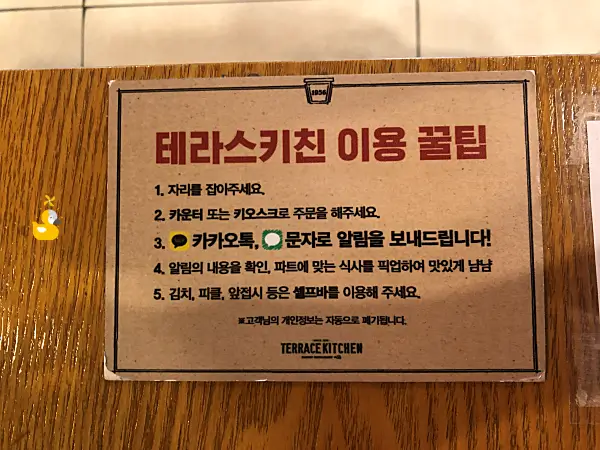 1996
테라스키친 이용 꿀팁
1. 자리를 잡아주세요.
2. 카운터 또는 키오스크로 주문을 해주세요.
3. 카카오톡, 문자로 알림을 보내드립니다!
4. 알림의 내용을 확인, 파트에 맞는 식사를 픽업하여 맛있게 냠냠
5. 김치, 피클, 앞접시 등은 셀프바를 이용해 주세요.
※고객님의 개인정보는 자동으로 폐기됩니다.
TERRACE KITCHEN